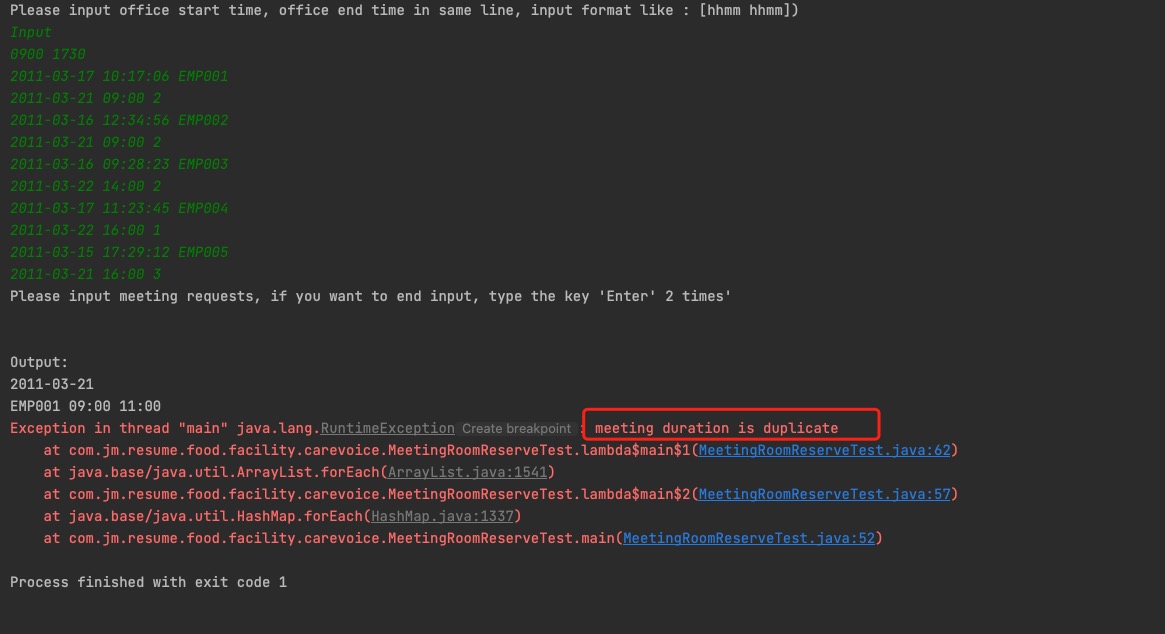 Please input office start time, office end time in same line, input format like : [hhmm hhmm])
Input
0900 1730
2011-03-17 10:17:06 EMP001
2011-03-21 09:00 2
2011-03-16 12:34:56 EMP002
2011-03-21 09:00 2
2011-03-16 09:28:23 EMP003
2011-03-22 14:00 2
2011-03-17 11:23:45 EMP004
2011-03-22 16:00 1
2011-03-15 17:29:12 EMP005
2011-03-21 16:00 3
Please input meeting requests, if you want to end input, type the key 'Enter' 2 times'
Output:
2011-03-21
EMP001 09:00 11:00
Exception in thread "main" java.lang.RuntimeException Create breakpoint : meeting duration is duplicate
at com.jm.resume.food.facility.carevoice.MeetingRoomReserveTest.lambda$main$1(MeetingRoomReserveTest.java:62)
at java.base/java.util.ArrayList.forEach(ArrayList.java:1541)
at com.jm.resume.food.facility.carevoice.MeetingRoomReserveTest.lambda$main$2(MeetingRoomReserveTest.java:57)
at java.base/java.util.HashMap.forEach(HashMap.java:1337)
at com.jm.resume.food.facility.carevoice.MeetingRoomReserveTest.main(MeetingRoomReserveTest.java:52)
Process finished with exit code 1